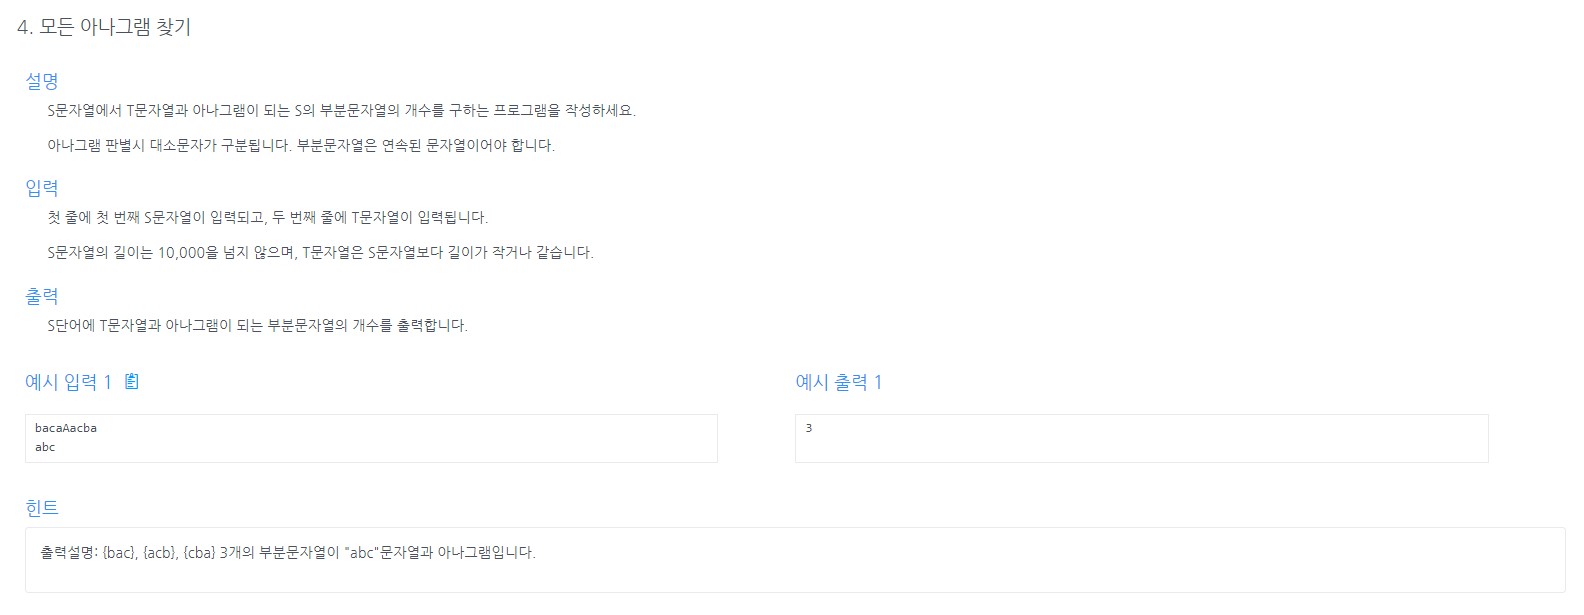 4. 모든 아나그램 찾기
설명
S문자열에서 T문자열과 아나그램이 되는 S의 부분문자열의 개수를 구하는 프로그램을 작성하세요.
아나그램 판별시 대소문자가 구분됩니다. 부분문자열은 연속된 문자열이어야 합니다.
입력
첫 줄에 첫 번째 S문자열이 입력되고, 두 번째 줄에 T문자열이 입력됩니다.
S문자열의 길이는 10,000을 넘지 않으며, T문자열은 S문자열보다 길이가 작거나 같습니다.
출력
S단어에 T문자열과 아나그램이 되는 부분문자열의 개수를 출력합니다.
예시 입력 1
bacaAacba
abc
예시 출력 1
3
힌트
출력설명: {bac}, {acb}, {cba} 3개의 부분문자열이 "abc"문자열과 아나그램입니다.